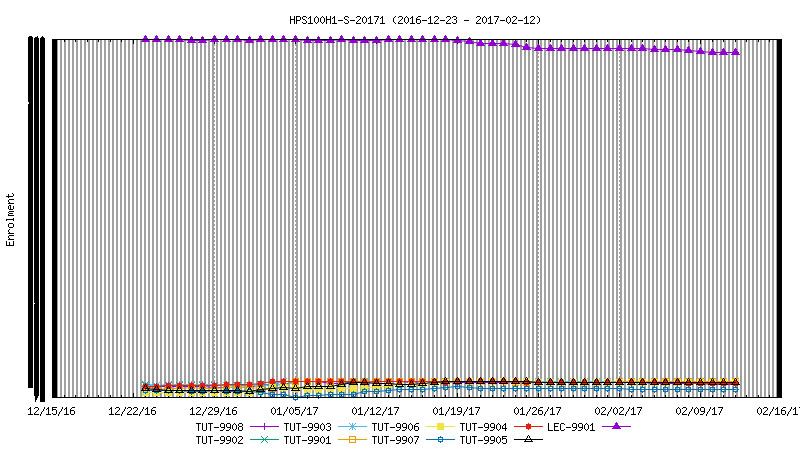 HPS100H1-S-20171 (2016-12-23 - 2017-02-12)
Enrolment
12/15/16 12/22/16 12/29/16 01/05/17 01/12/17 01/19/17 01/26/17 02/02/17 02/09/17 02/16/17
TUT-9908 TUT-9903 TUT-9906 TUT-9904 LEC-9901
TUT-9902 TUT-9901 TUT-9907 TUT-9905